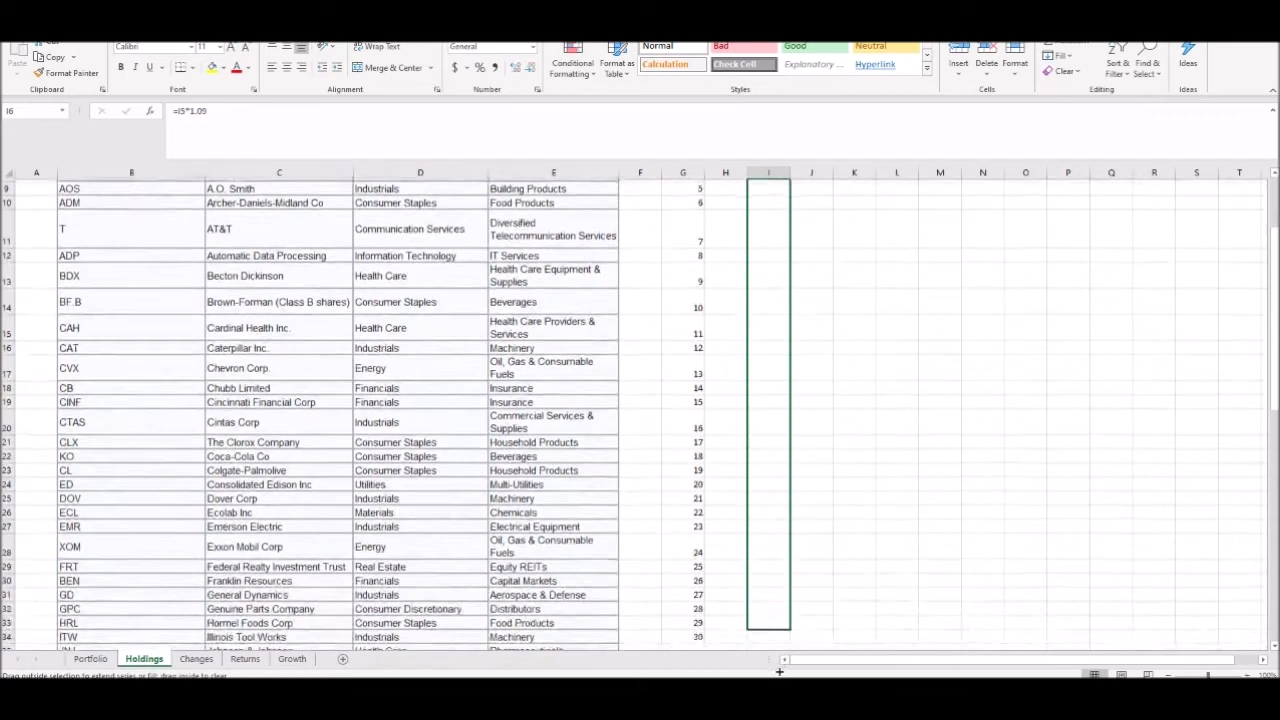 Calibri 11 Wrap Text General Normal Bad Good Neutral
Copy
Paste Format Painter B I U Merge & Center $ % Conditional Formatting Format as Table Calculation Check Cell Explanatory ... Hyperlink Insert Delete Format Fill Clear Sort & Filter Find & Select Ideas
Clipboard Font Alignment Number Styles Cells Editing Ideas
I6 fx =I5*1.09
A B C D E F G H I J K L M N O P Q R S T
9 AOS A.O. Smith Industrials Building Products 5
10 ADM Archer-Daniels-Midland Co Consumer Staples Food Products 6
11 T AT&T Communication Services Diversified Telecommunication Services 7
12 ADP Automatic Data Processing Information Technology IT Services 8
13 BDX Becton Dickinson Health Care Health Care Equipment & Supplies 9
14 BF.B Brown-Forman (Class B shares) Consumer Staples Beverages 10
15 CAH Cardinal Health Inc. Health Care Health Care Providers & Services 11
16 CAT Caterpillar Inc. Industrials Machinery 12
17 CVX Chevron Corp. Energy Oil, Gas & Consumable Fuels 13
18 CB Chubb Limited Financials Insurance 14
19 CINF Cincinnati Financial Corp Financials Insurance 15
20 CTAS Cintas Corp Industrials Commercial Services & Supplies 16
21 CLX The Clorox Company Consumer Staples Household Products 17
22 KO Coca-Cola Co Consumer Staples Beverages 18
23 CL Colgate-Palmolive Consumer Staples Household Products 19
24 ED Consolidated Edison Inc Utilities Multi-Utilities 20
25 DOV Dover Corp Industrials Machinery 21
26 ECL Ecolab Inc Materials Chemicals 22
27 EMR Emerson Electric Industrials Electrical Equipment 23
28 XOM Exxon Mobil Corp Energy Oil, Gas & Consumable Fuels 24
29 FRT Federal Realty Investment Trust Real Estate Equity REITs 25
30 BEN Franklin Resources Financials Capital Markets 26
31 GD General Dynamics Industrials Aerospace & Defense 27
32 GPC Genuine Parts Company Consumer Discretionary Distributors 28
33 HRL Hormel Foods Corp Consumer Staples Food Products 29
34 ITW Illinois Tool Works Industrials Machinery 30
Portfolio Holdings Changes Returns Growth
Drag outside selection to extend series or fill; drag inside to clear 100%